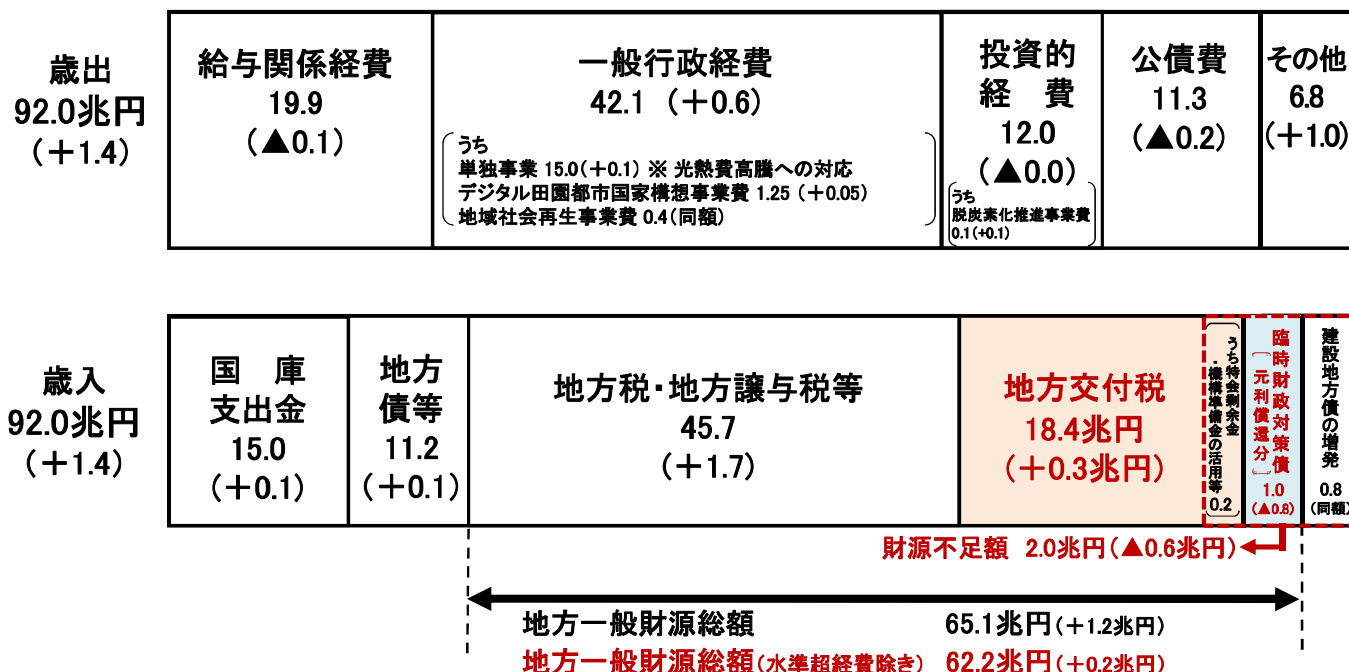 歳出
92.0兆円
(+1.4)
給与関係経費
19.9
(▲0.1)
一般行政経費
42.1 (+0.6)
うち
単独事業 15.0(+0.1) ※ 光熱費高騰への対応
デジタル田園都市国家構想事業費 1.25 (+0.05)
地域社会再生事業費 0.4(同額)
投資的
経 費
12.0
(▲0.0)
うち
脱炭素化推進事業費
0.1(+0.1)
公債費
11.3
(▲0.2)
その他
6.8
(+1.0)
歳入
92.0兆円
(+1.4)
国 庫
支出金
15.0
(+0.1)
地方
債等
11.2
(+0.1)
地方税・地方譲与税等
45.7
(+1.7)
地方交付税
18.4兆円
(+0.3兆円)
うち特会剰余金
・機構準備金の活用等
0.2
臨時財政対策債
[元利償還分]
1.0
(▲0.8)
建設地方債の増発
0.8
(同額)
財源不足額 2.0兆円(▲0.6兆円)
地方一般財源総額 65.1兆円(+1.2兆円)
地方一般財源総額(水準超経費除き) 62.2兆円(+0.2兆円)